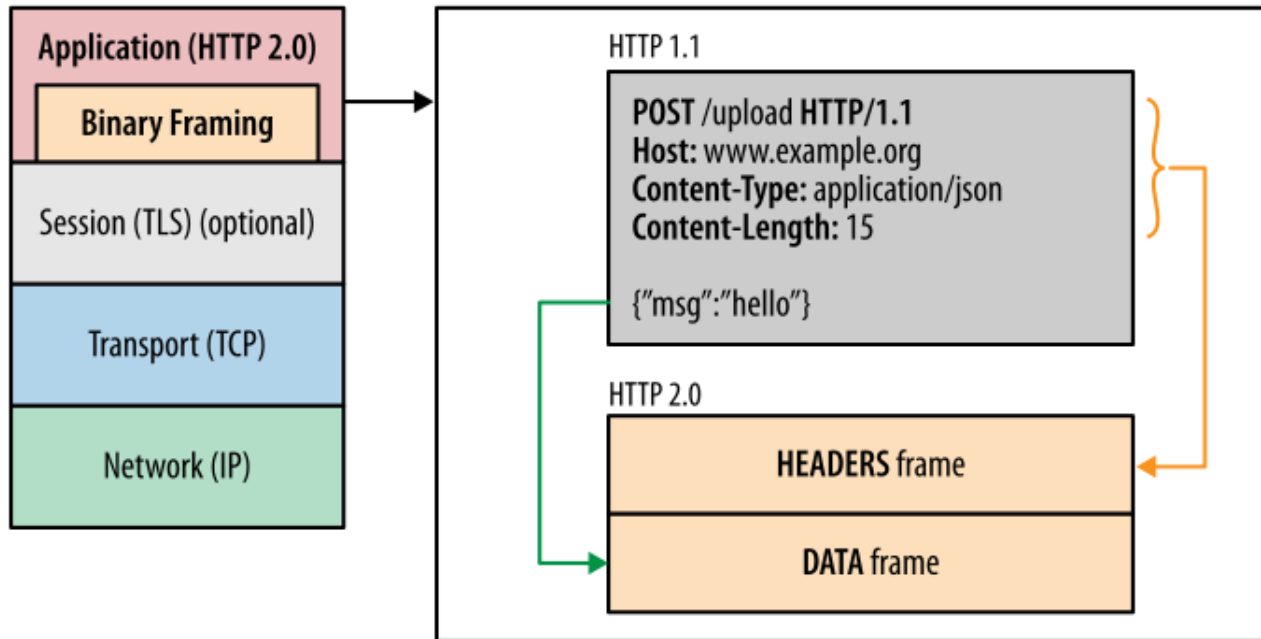 Application (HTTP 2.0)
Binary Framing
Session (TLS) (optional)
Transport (TCP)
Network (IP)
HTTP 1.1
POST /upload HTTP/1.1
Host: www.example.org
Content-Type: application/json
Content-Length: 15
{”msg”:”hello”}
HTTP 2.0
HEADERS frame
DATA frame